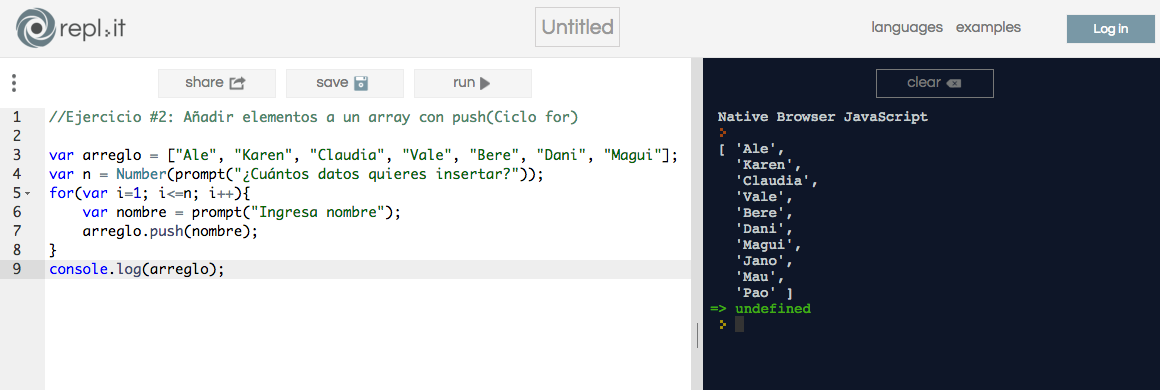 repl.it
Untitled
languages examples Log in
share save run
clear
1 //Ejercicio #2: Añadir elementos a un array con push(Ciclo for)
2
3 var arreglo = ["Ale", "Karen", "Claudia", "Vale", "Bere", "Dani", "Magui"];
4 var n = Number(prompt("¿Cuántos datos quieres insertar?"));
5 for(var i=1; i<=n; i++){
6 var nombre = prompt("Ingresa nombre");
7 arreglo.push(nombre);
8 }
9 console.log(arreglo);
Native Browser JavaScript
[ 'Ale',
'Karen',
'Claudia',
'Vale',
'Bere',
'Dani',
'Magui',
'Jano',
'Mau',
'Pao' ]
=> undefined